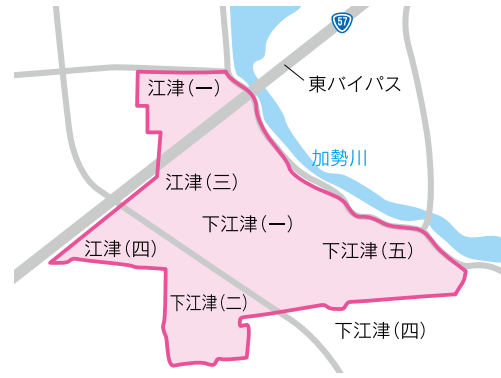 57
江津(一)
東バイパス
加勢川
江津(三)
下江津(一)
江津(四)
下江津(五)
下江津(二)
下江津(四)